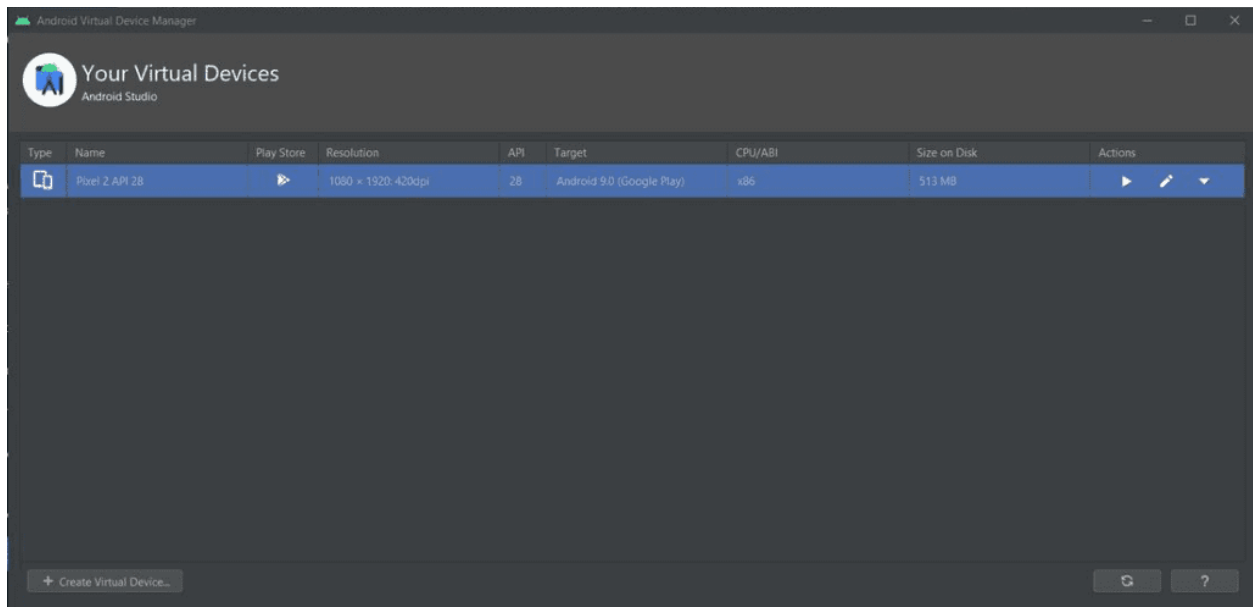 Android Virtual Device Manager
Your Virtual Devices
Android Studio
Type Name Play Store Resolution API Target CPU/ABI Size on Disk Actions
Pixel 2 API 28 1080 × 1920: 420dpi 28 Android 9.0 (Google Play) x86 513 MB
+ Create Virtual Device... ?